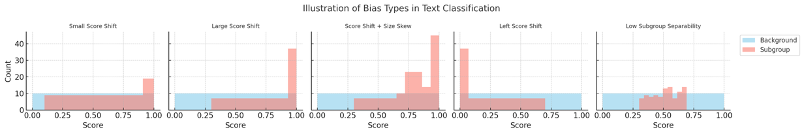 Illustration of Bias Types in Text Classification
Small Score Shift
Large Score Shift
Score Shift + Size Skew
Left Score Shift
Low Subgroup Separability
Background
Subgroup
Count
40
30
20
10
0
0.00 0.25 0.50 0.75 1.00
0.00 0.25 0.50 0.75 1.00
0.00 0.25 0.50 0.75 1.00
0.00 0.25 0.50 0.75 1.00
0.00 0.25 0.50 0.75 1.00
Score
Score
Score
Score
Score